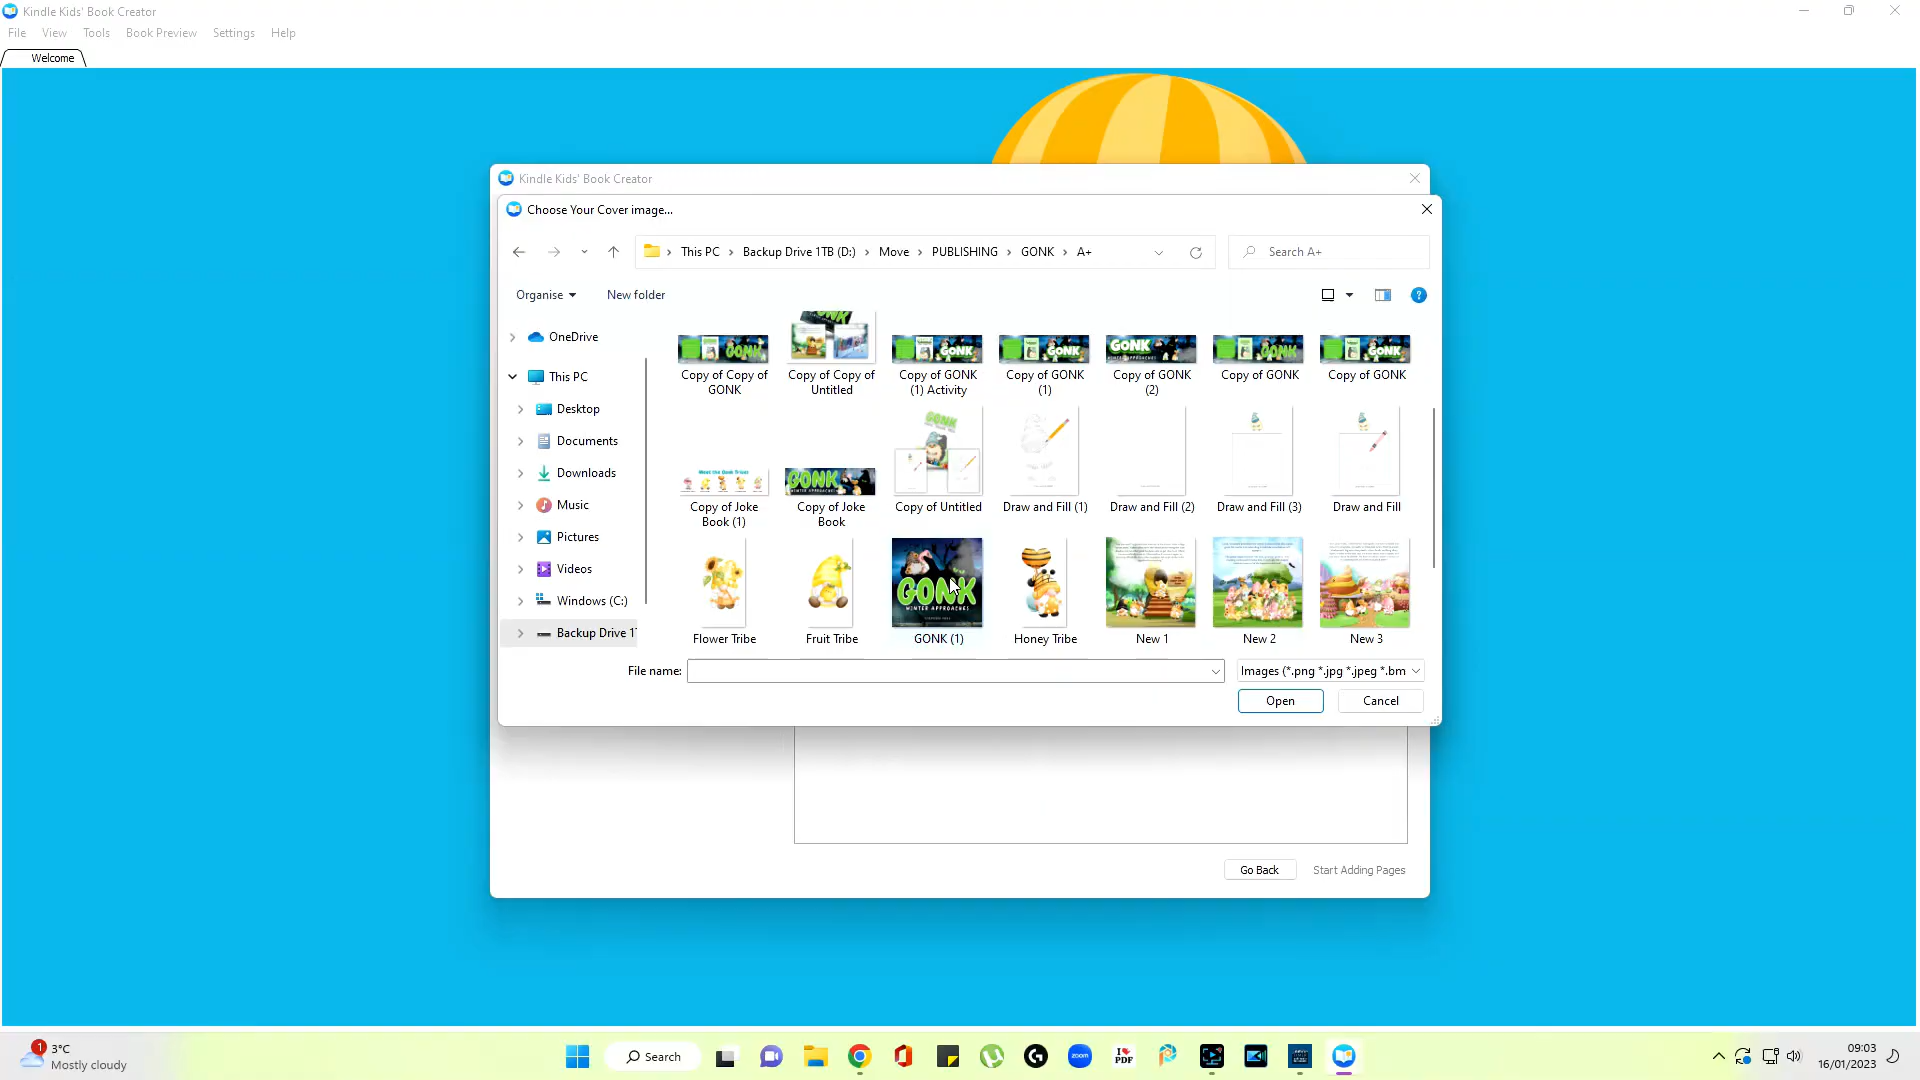 Kindle Kids' Book Creator
File View Tools Book Preview Settings Help
Welcome
Kindle Kids' Book Creator
Choose Your Cover image...
This PC > Backup Drive 1TB (D:) > Move > PUBLISHING > GONK > A+
Search A+
Organise New folder
OneDrive
This PC
Desktop
Documents
Downloads
Music
Pictures
Videos
Windows (C:)
Backup Drive 1
Copy of Copy of GONK
Copy of Copy of Untitled
Copy of GONK (1) Activity
Copy of GONK (1)
Copy of GONK (2)
Copy of GONK
Copy of GONK
Copy of Joke Book (1)
Copy of Joke Book
Copy of Untitled
Draw and Fill (1)
Draw and Fill (2)
Draw and Fill (3)
Draw and Fill
GONK
WINTER APPROACHES
Flower Tribe
Fruit Tribe
GONK (1)
Honey Tribe
New 1
New 2
New 3
File name:
Images (*.png *.jpg *.jpeg *.bm
Open Cancel
Go Back Start Adding Pages
1
3°C
Mostly cloudy
Search
zoom
I ♥ PDF
09:03
16/01/2023